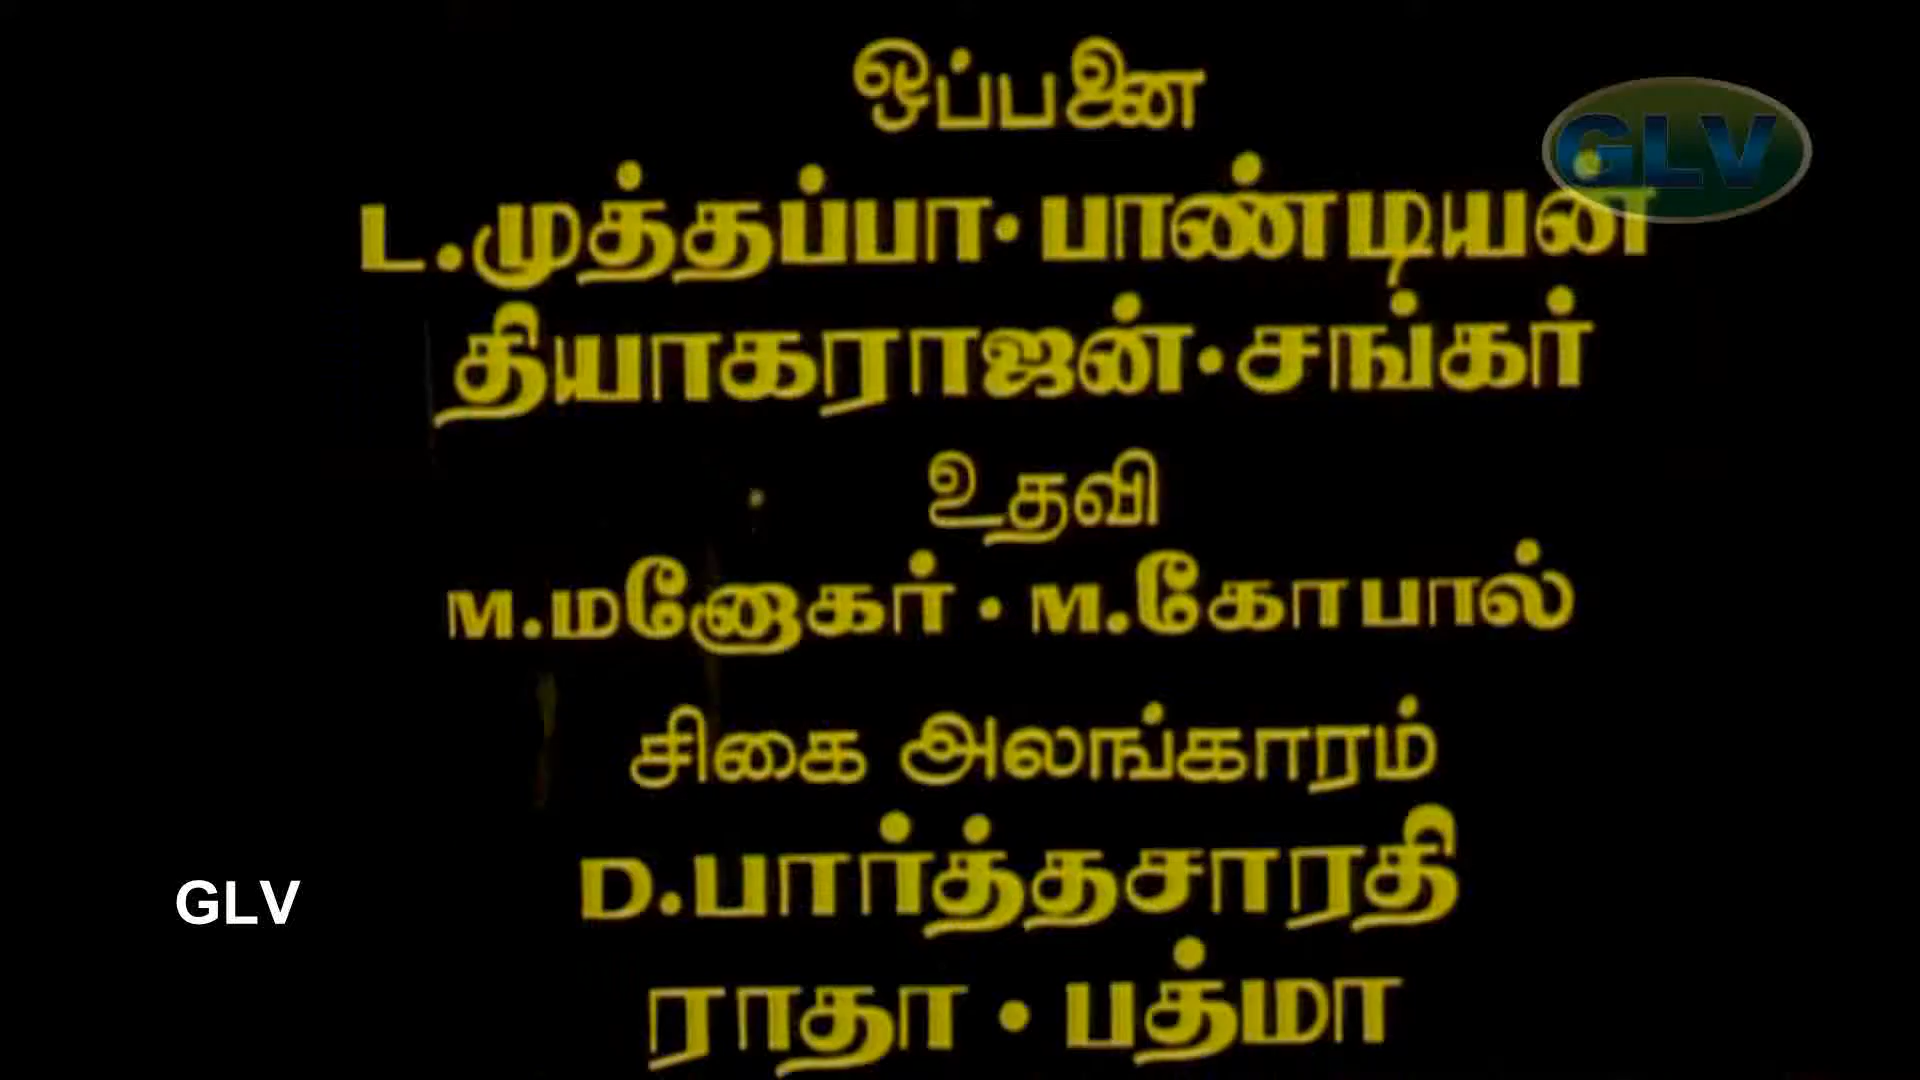 ஒப்பனை
GLV
ட.முத்தப்பா • பாண்டியன்
தியாகராஜன் • சங்கர்
உதவி
M.மனோகர் • M.கோபால்
சிகை அலங்காரம்
D.பார்த்தசாரதி
GLV
ராதா • பத்மா